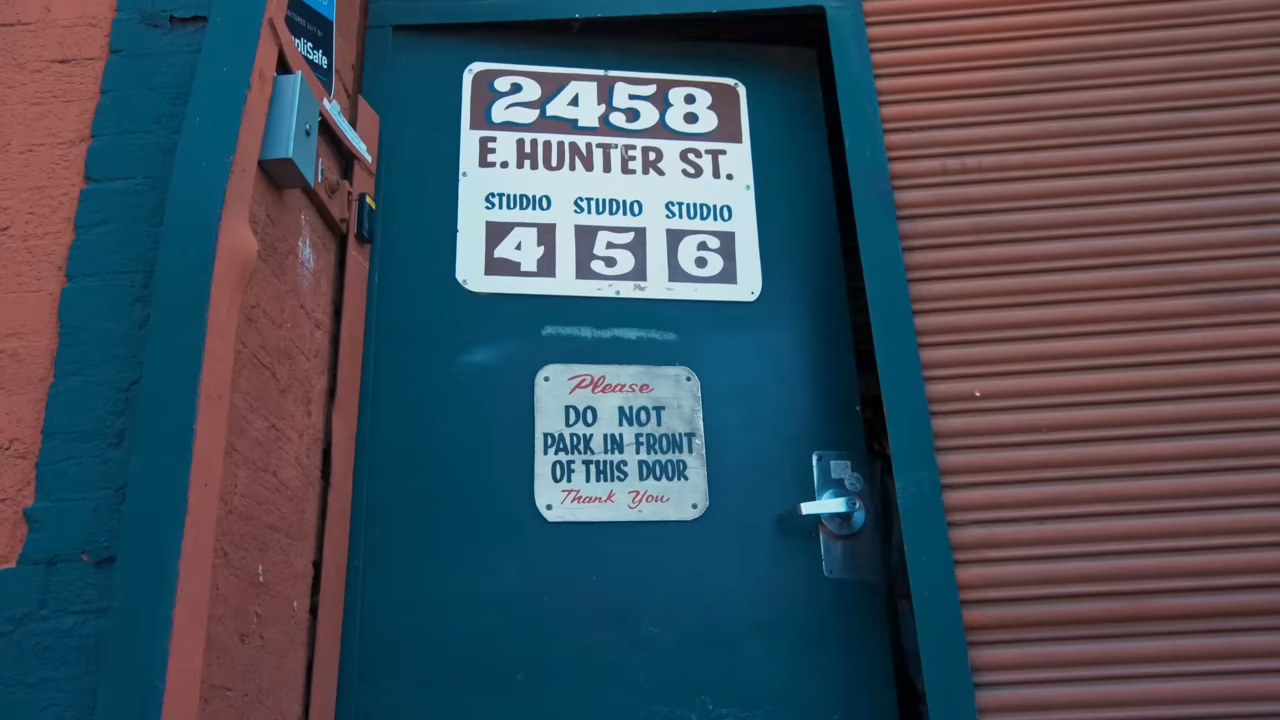 2458
E. HUNTER ST.
STUDIO STUDIO STUDIO
4 5 6
Please
DO NOT
PARK IN FRONT
OF THIS DOOR
Thank You